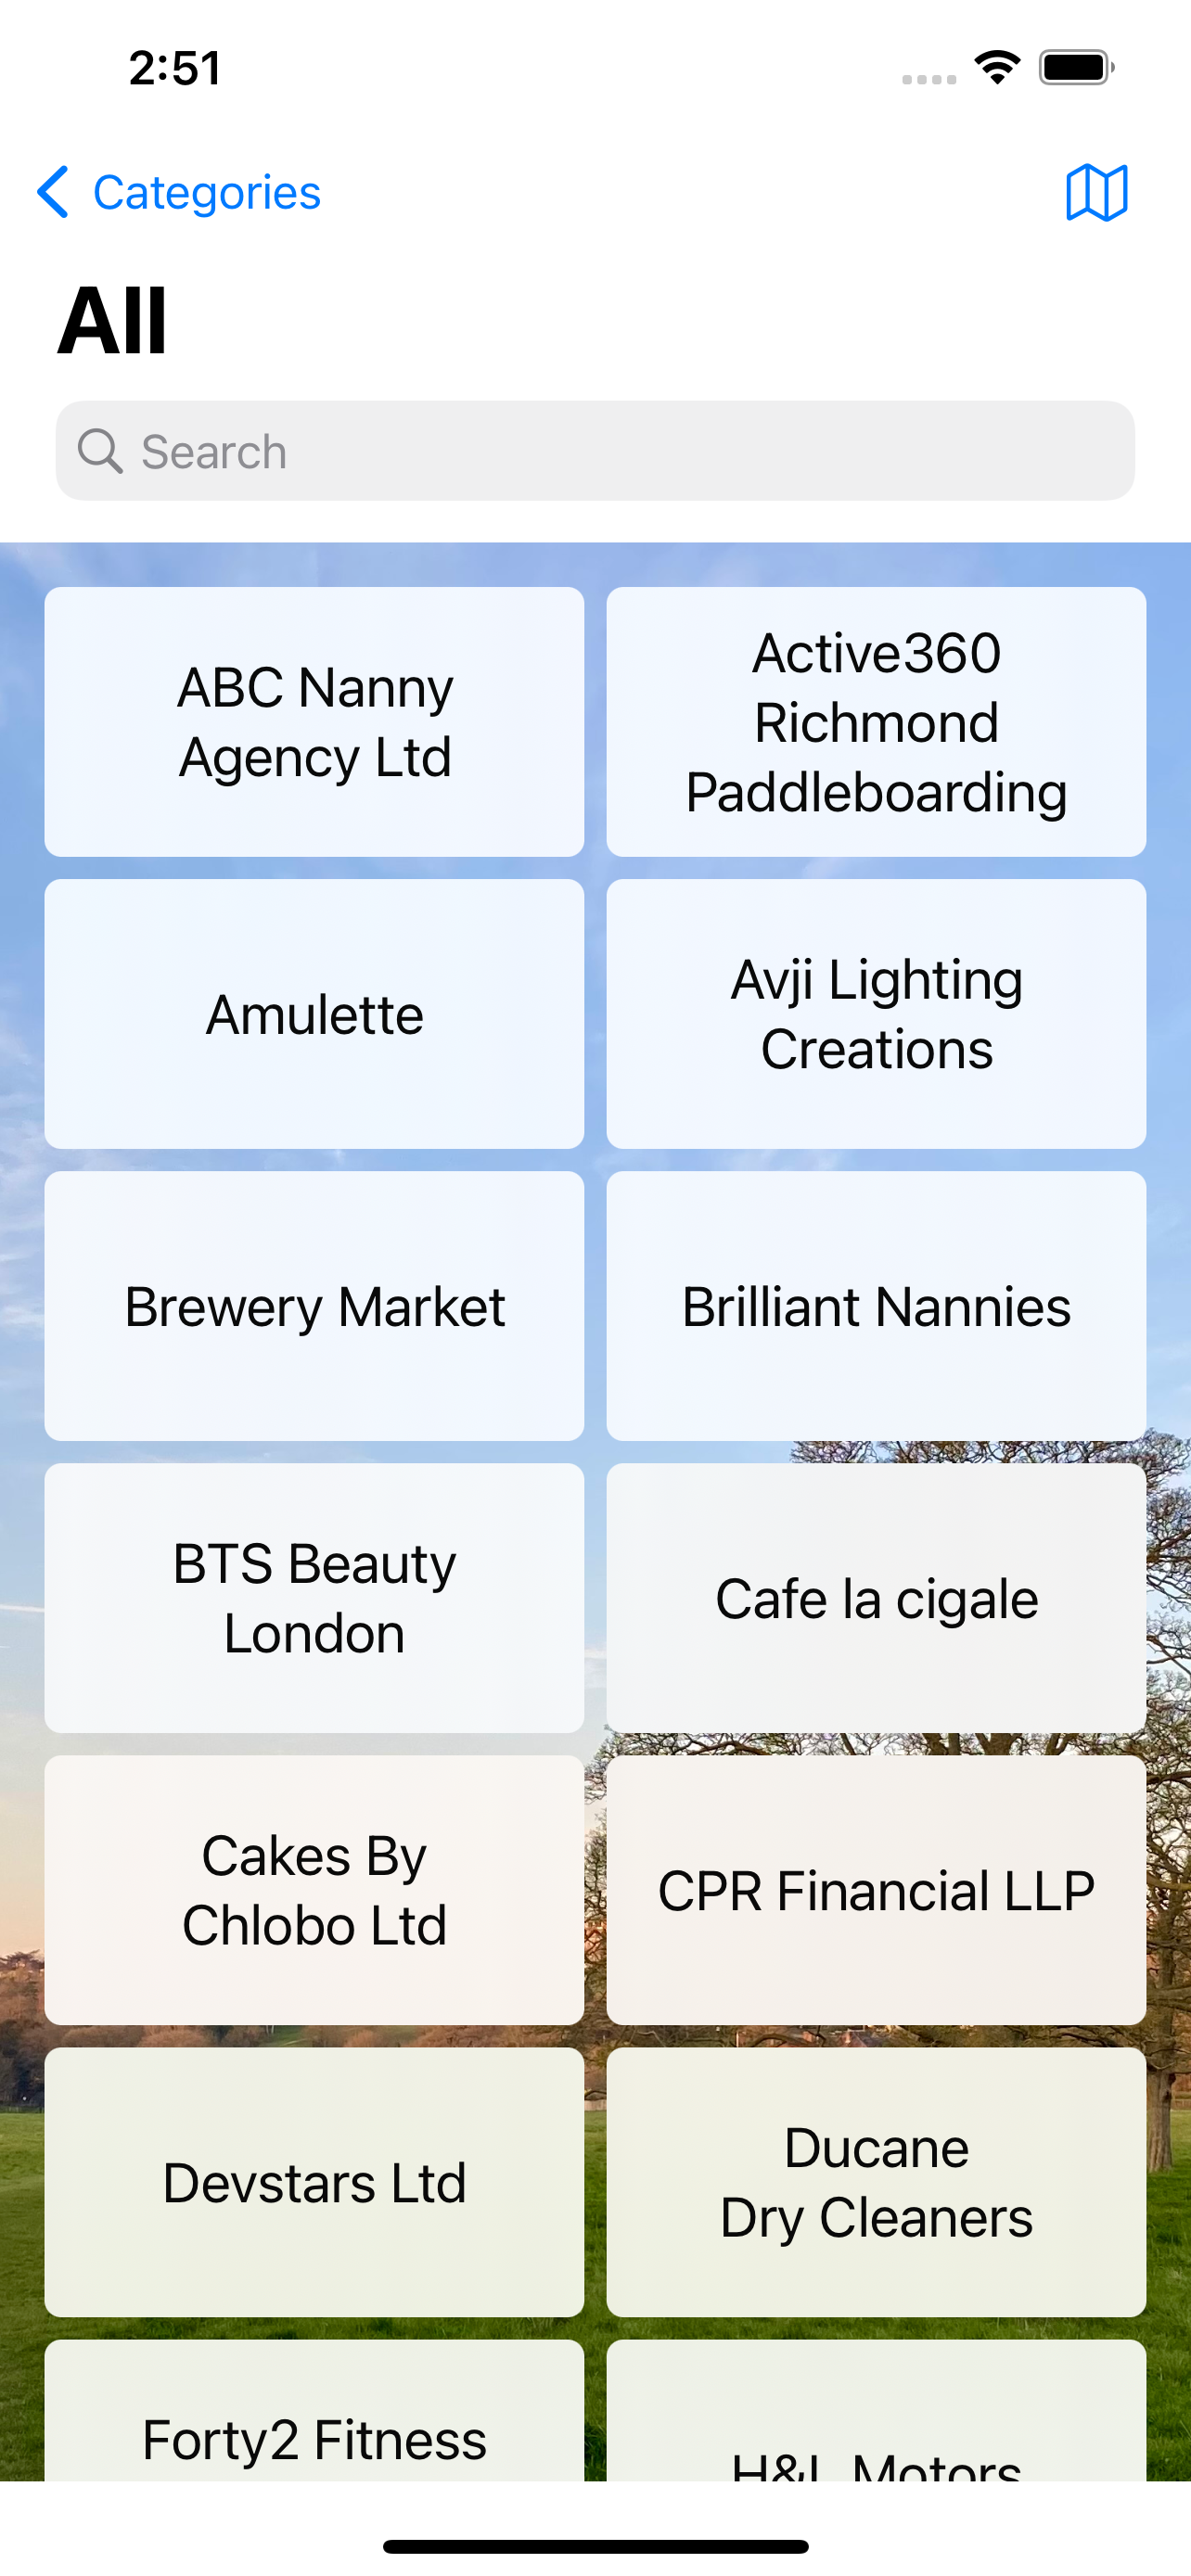 2:51
Categories
All
Search
ABC Nanny
Agency Ltd
Active360
Richmond
Paddleboarding
Amulette
Avji Lighting
Creations
Brewery Market
Brilliant Nannies
BTS Beauty
London
Cafe la cigale
Cakes By
Chlobo Ltd
CPR Financial LLP
Devstars Ltd
Ducane
Dry Cleaners
Forty2 Fitness
H&L Motors